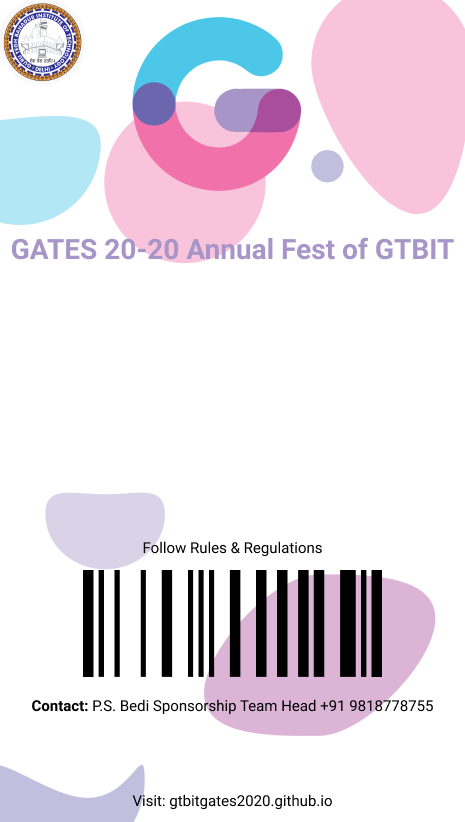 GATES 20-20 Annual Fest of GTBIT
Follow Rules & Regulations
Contact: P.S. Bedi Sponsorship Team Head +91 9818778755
Visit: gtbitgates2020.github.io